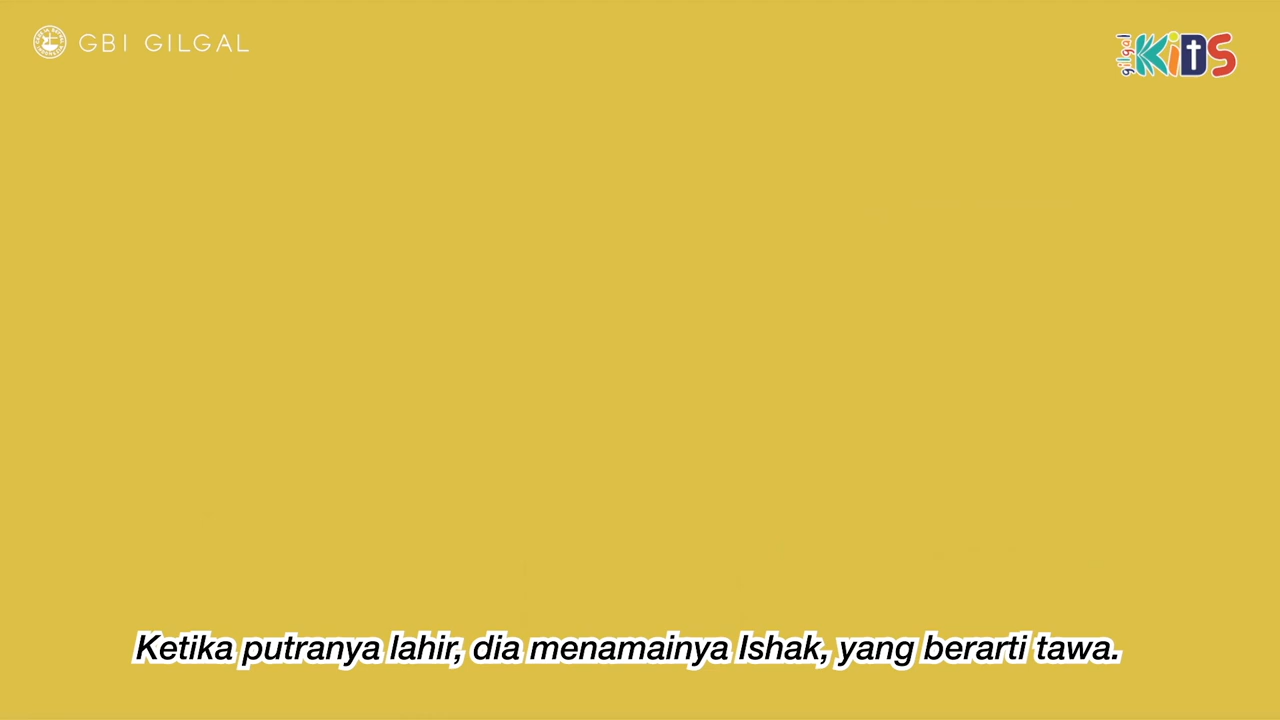 GBI GILGAL
gilgal KiDS
Ketika putranya lahir, dia menamainya Ishak, yang berarti tawa.